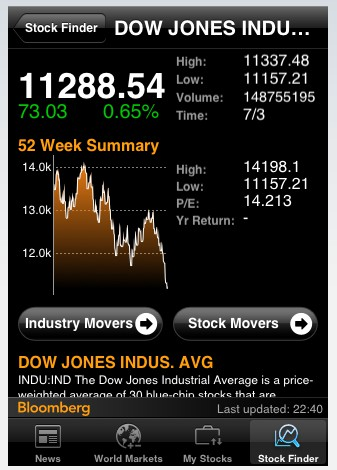 Stock Finder
DOW JONES INDU...
11288.54
73.03 0.65%
High: 11337.48
Low: 11157.21
Volume: 148755195
Time: 7/3
52 Week Summary
14.0k
13.0k
12.0k
High: 14198.1
Low: 11157.21
P/E: 14.213
Yr Return: -
Industry Movers
Stock Movers
DOW JONES INDUS. AVG
INDU:IND The Dow Jones Industrial Average is a price-
weighted average of 30 blue-chip stocks that are
Bloomberg
Last updated: 22:40
News
World Markets
My Stocks
Stock Finder